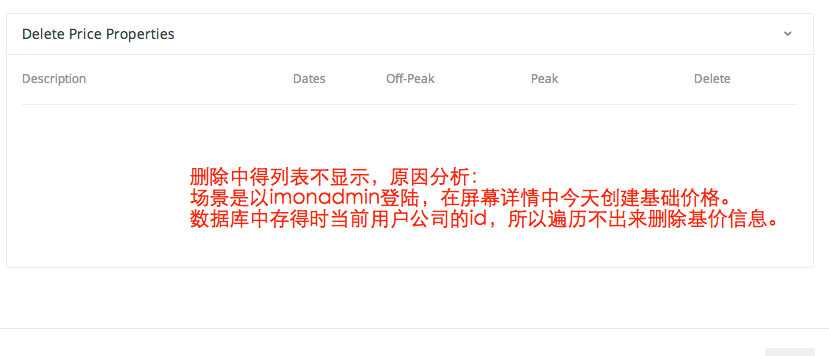 Delete Price Properties
Description Dates Off-Peak Peak Delete
删除中得列表不显示，原因分析：
场景是以imonadmin登陆，在屏幕详情中今天创建基础价格。
数据库中存得时当前用户公司的id，所以遍历不出来删除基价信息。